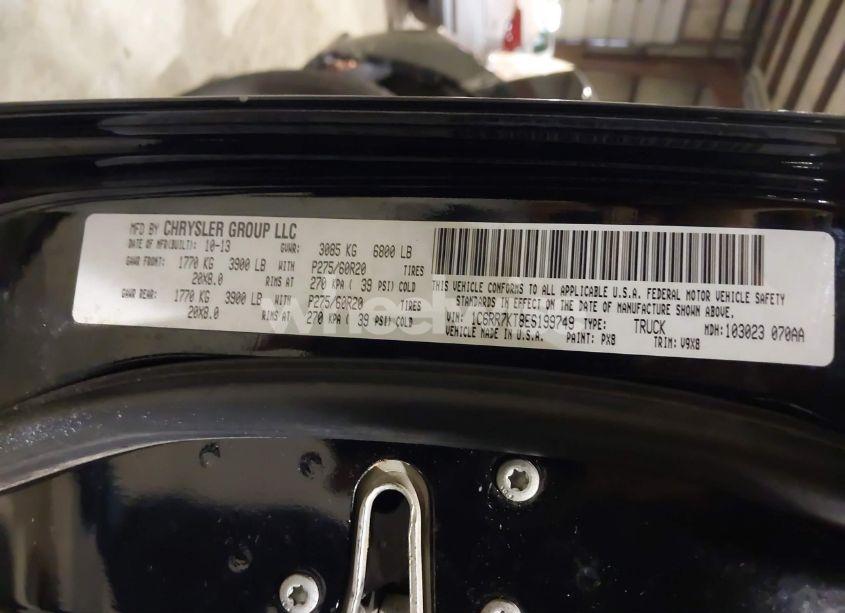 MFD BY CHRYSLER GROUP LLC
DATE OF MFD(BUILT): 10-13 GVWR: 3085 KG 6800 LB
GAWR FRONT: 1770 KG 3900 LB WITH P275/60R20 TIRES
20X8.0 RIMS AT 270 KPA ( 39 PSI) COLD
GAWR REAR: 1770 KG 3900 LB WITH P275/60R20 TIRES
20X8.0 RIMS AT 270 KPA ( 39 PSI) COLD
THIS VEHICLE CONFORMS TO ALL APPLICABLE U.S.A. FEDERAL MOTOR VEHICLE SAFETY
STANDARDS IN EFFECT ON THE DATE OF MANUFACTURE SHOWN ABOVE.
VIN: 1C6RR7KT9ES199749 TYPE: TRUCK MDH: 103023 070AA
VEHICLE MADE IN U.S.A. PAINT: PX8 TRIM: V9X8